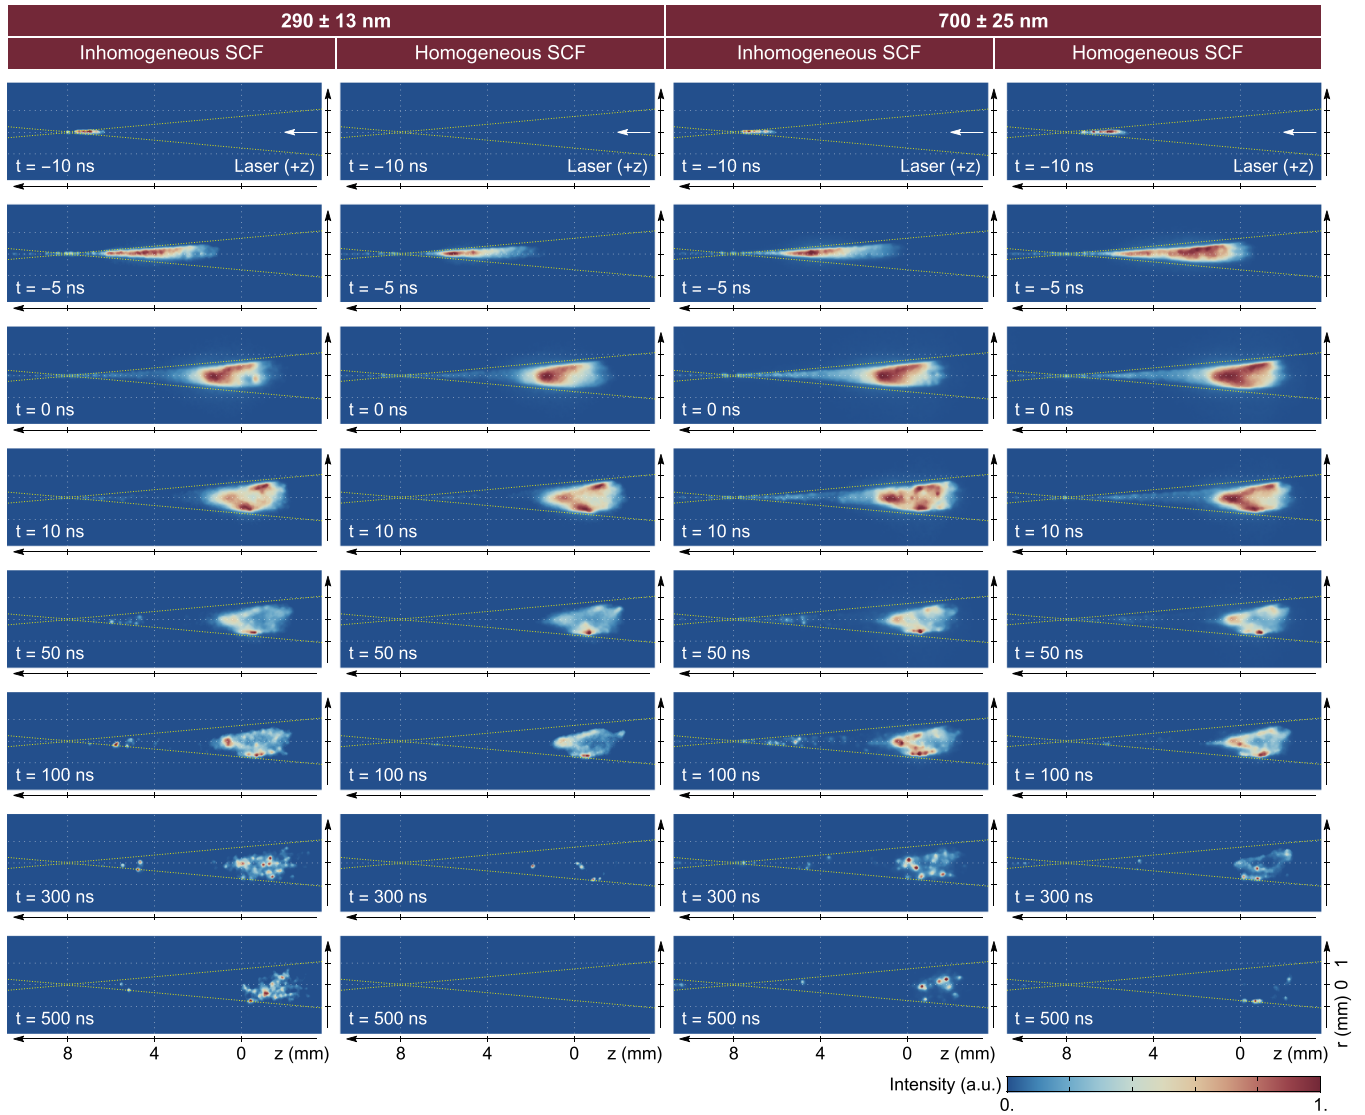 290 ± 13 nm 700 ± 25 nm
Inhomogeneous SCF Homogeneous SCF Inhomogeneous SCF Homogeneous SCF
t = −10 ns Laser (+z) t = −10 ns Laser (+z) t = −10 ns Laser (+z) t = −10 ns Laser (+z)
t = −5 ns t = −5 ns t = −5 ns t = −5 ns
t = 0 ns t = 0 ns t = 0 ns t = 0 ns
t = 10 ns t = 10 ns t = 10 ns t = 10 ns
t = 50 ns t = 50 ns t = 50 ns t = 50 ns
t = 100 ns t = 100 ns t = 100 ns t = 100 ns
t = 300 ns t = 300 ns t = 300 ns t = 300 ns
t = 500 ns t = 500 ns t = 500 ns t = 500 ns
r (mm) 0 1
8 4 0 z (mm) 8 4 0 z (mm) 8 4 0 z (mm) 8 4 0 z (mm)
Intensity (a.u.)
0. 1.